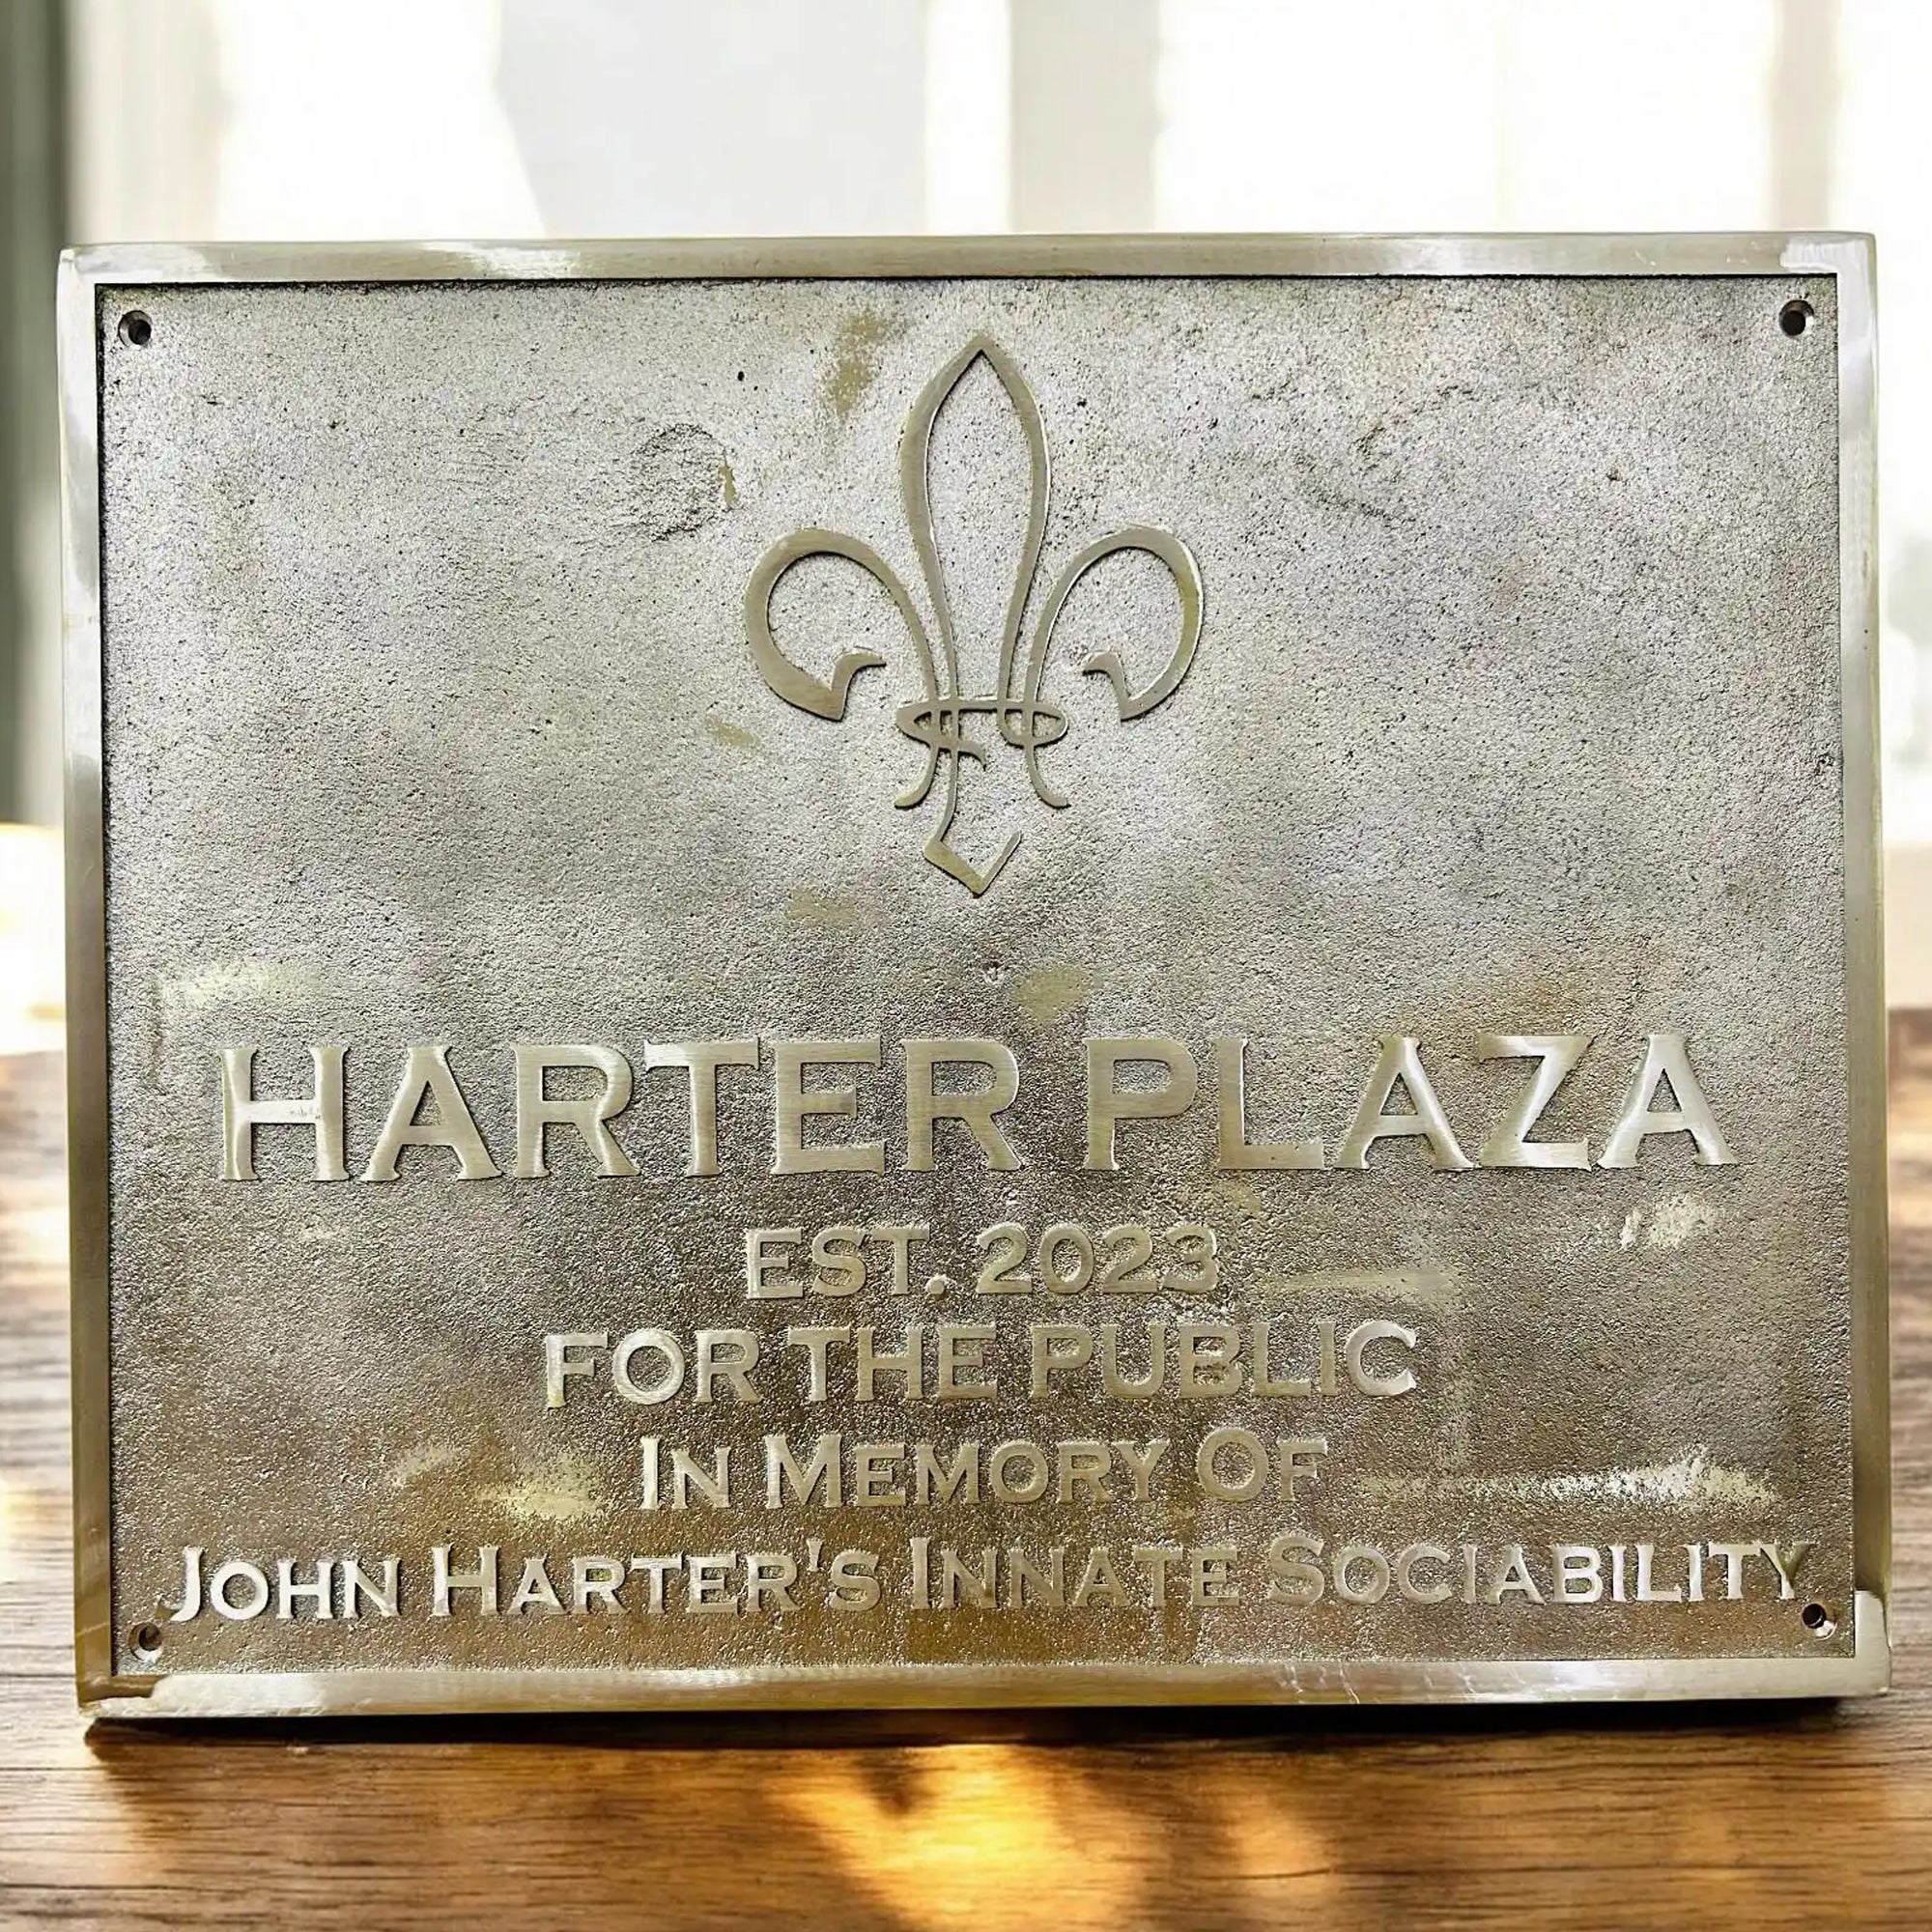 HARTER PLAZA
EST. 2023
FOR THE PUBLIC
IN MEMORY OF
JOHN HARTER'S INNATE SOCIABILITY